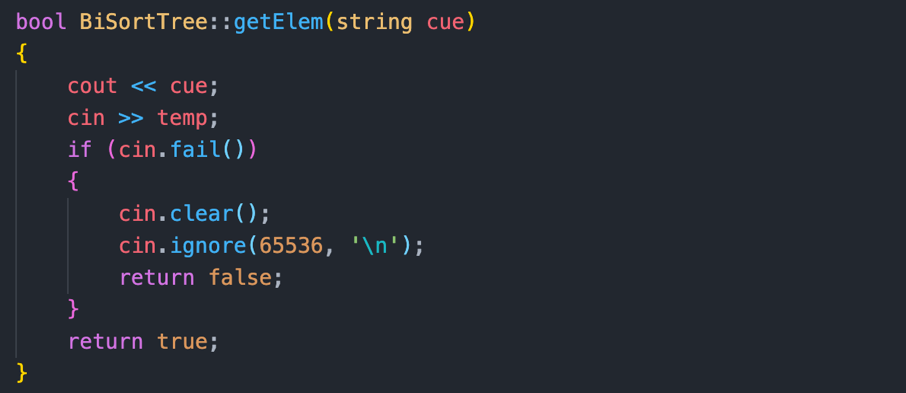 bool BiSortTree::getElem(string cue)
{
    cout << cue;
    cin >> temp;
    if (cin.fail())
    {
        cin.clear();
        cin.ignore(65536, '\n');
        return false;
    }
    return true;
}